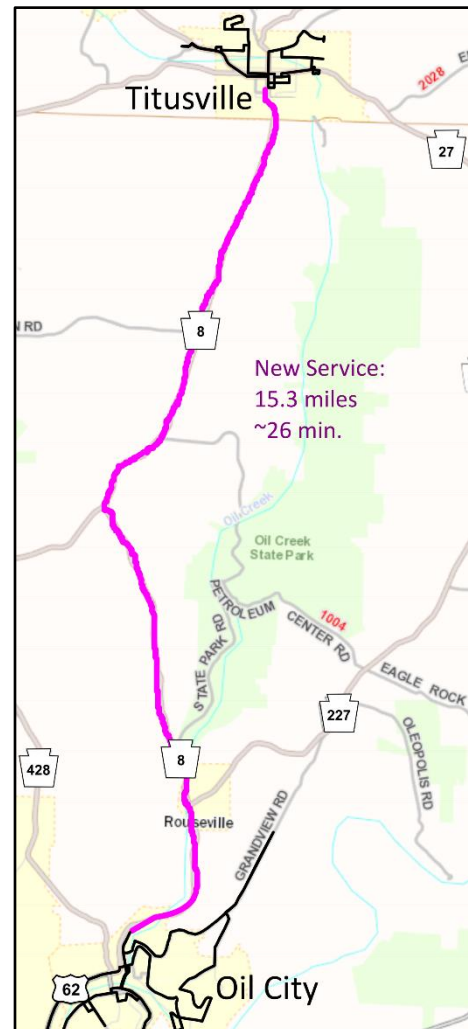 2028
Titusville
27
N RD
8
New Service:
15.3 miles
~26 min.
Oil Creek
Oil Creek
State Park
PETROLEUM CENTER RD
1004
STATE PARK RD
EAGLE ROCK
227
OLEOPOLIS RD
8
428
Rouseville
GRANDVIEW RD
62
Oil City